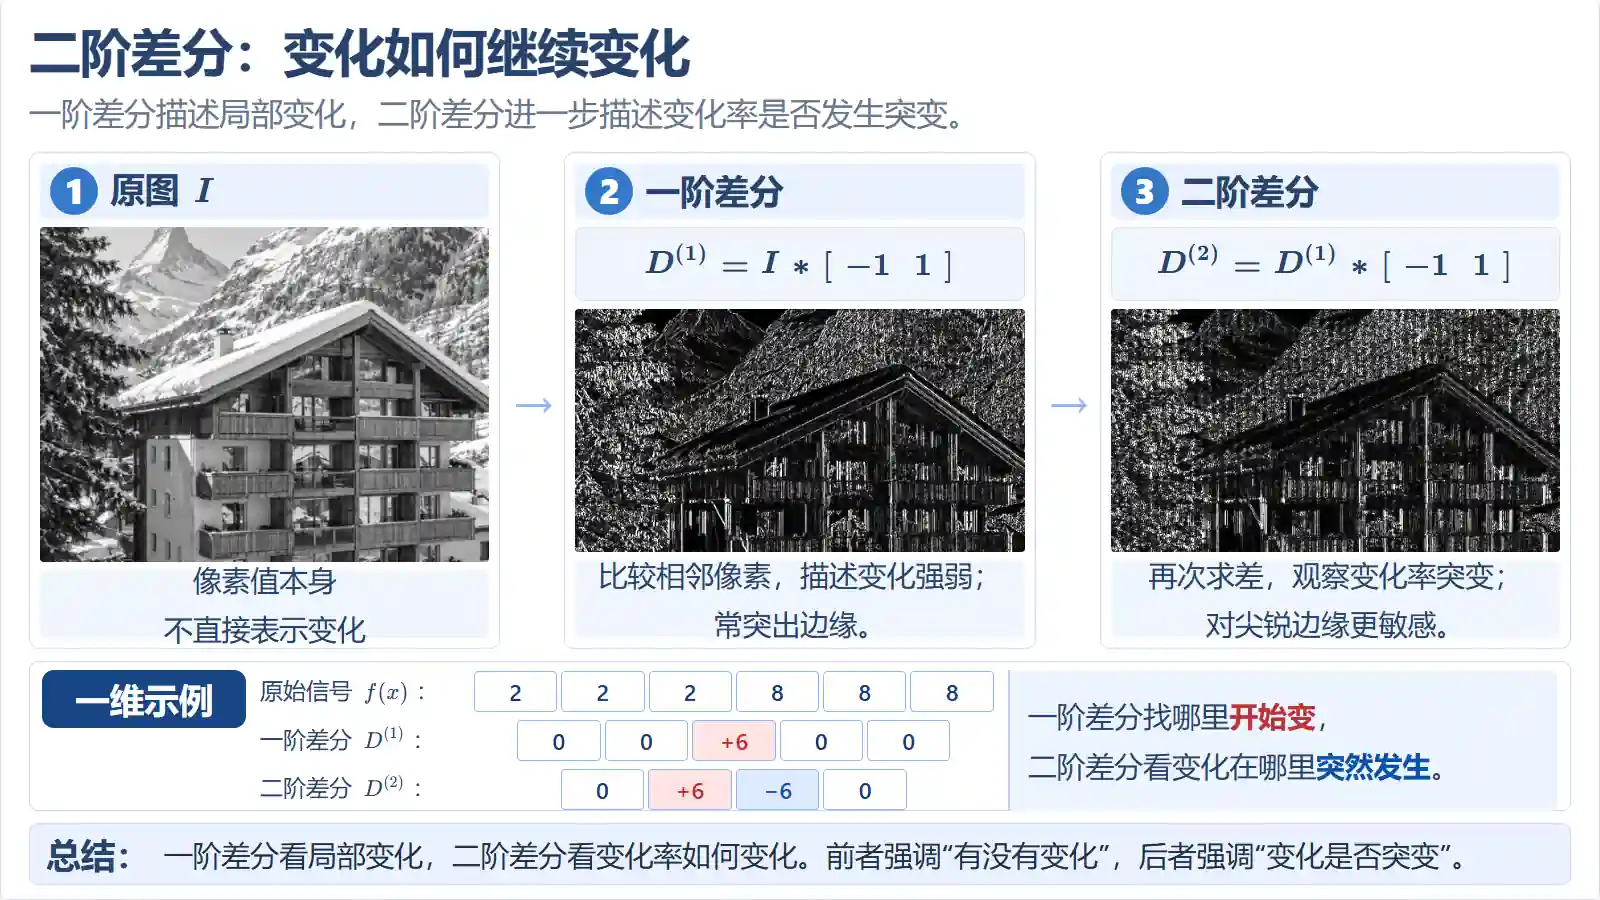 二阶差分：变化如何继续变化
一阶差分描述局部变化，二阶差分进一步描述变化率是否发生突变。
1 原图 I
像素值本身
不直接表示变化
→
2 一阶差分
D⁽¹⁾ = I * [ −1 1 ]
比较相邻像素，描述变化强弱；
常突出边缘。
→
3 二阶差分
D⁽²⁾ = D⁽¹⁾ * [ −1 1 ]
再次求差，观察变化率突变；
对尖锐边缘更敏感。
一维示例
原始信号 f(x)： 2 2 2 8 8 8
一阶差分 D⁽¹⁾： 0 0 +6 0 0
二阶差分 D⁽²⁾： 0 +6 −6 0
一阶差分找哪里开始变，
二阶差分看变化在哪里突然发生。
总结： 一阶差分看局部变化，二阶差分看变化率如何变化。前者强调“有没有变化”，后者强调“变化是否突变”。